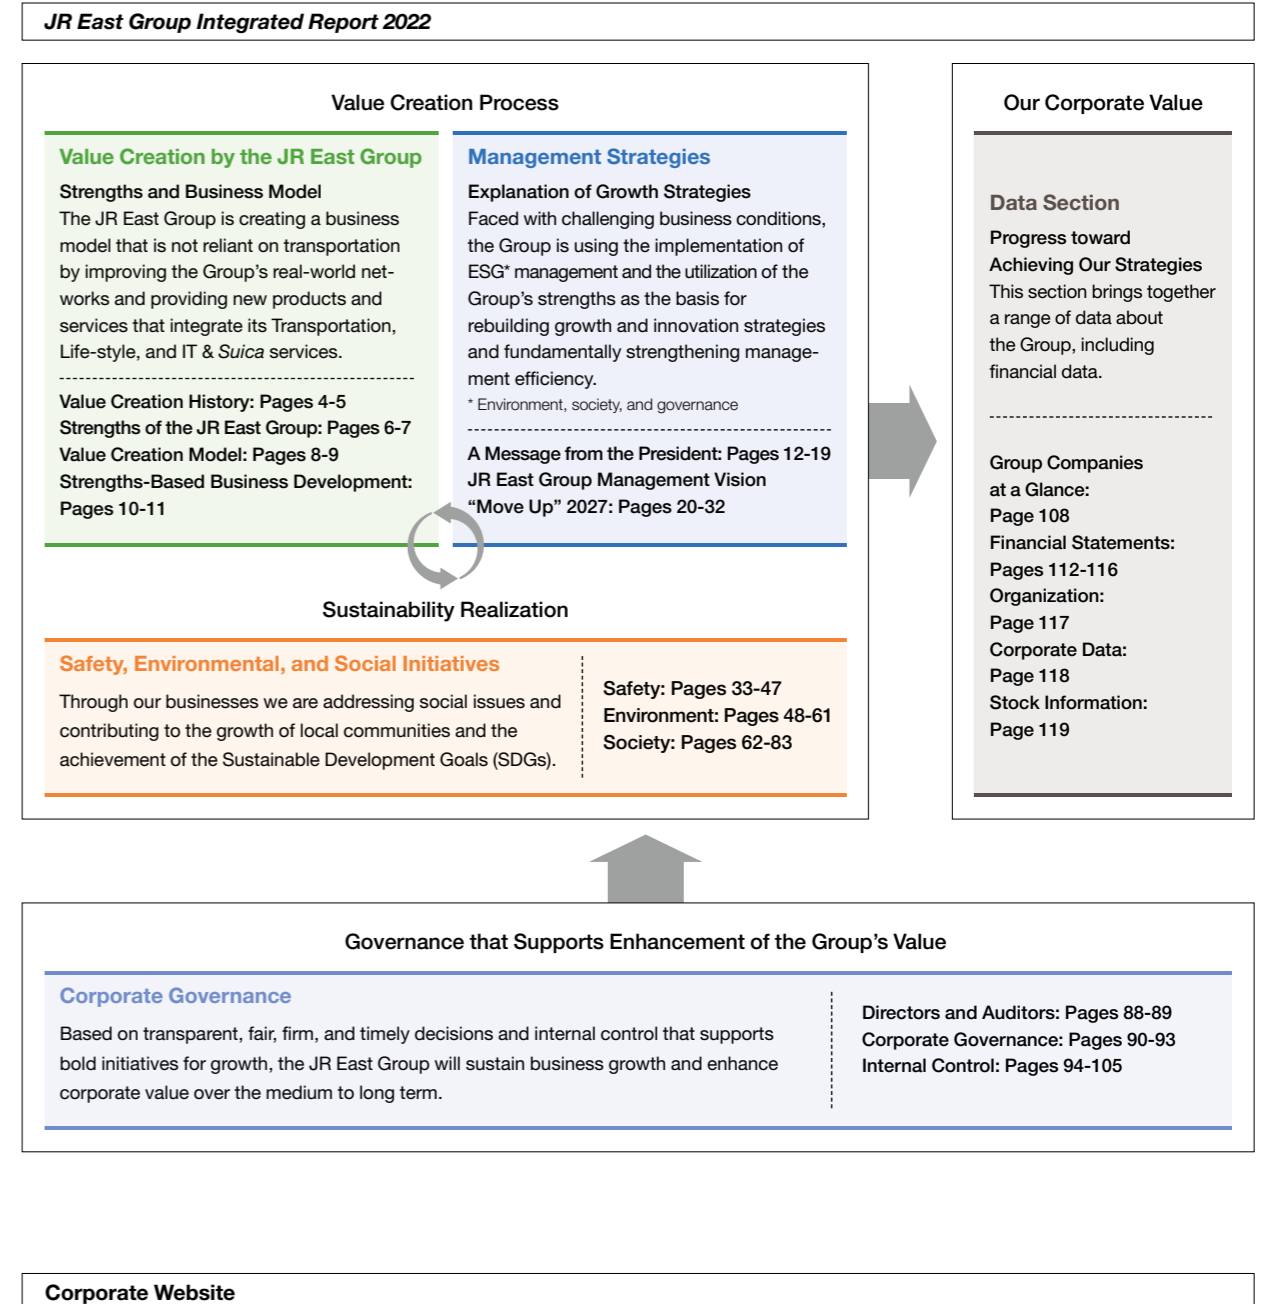 JR East Group Integrated Report 2022
Value Creation Process
Value Creation by the JR East Group
Strengths and Business Model
The JR East Group is creating a business
model that is not reliant on transportation
by improving the Group’s real-world net-
works and providing new products and
services that integrate its Transportation,
Life-style, and IT & Suica services.
Value Creation History: Pages 4-5
Strengths of the JR East Group: Pages 6-7
Value Creation Model: Pages 8-9
Strengths-Based Business Development:
Pages 10-11
Management Strategies
Explanation of Growth Strategies
Faced with challenging business conditions,
the Group is using the implementation of
ESG* management and the utilization of the
Group’s strengths as the basis for
rebuilding growth and innovation strategies
and fundamentally strengthening manage-
ment efficiency.
* Environment, society, and governance
A Message from the President: Pages 12-19
JR East Group Management Vision
“Move Up” 2027: Pages 20-32
Sustainability Realization
Safety, Environmental, and Social Initiatives
Through our businesses we are addressing social issues and
contributing to the growth of local communities and the
achievement of the Sustainable Development Goals (SDGs).
Safety: Pages 33-47
Environment: Pages 48-61
Society: Pages 62-83
Our Corporate Value
Data Section
Progress toward
Achieving Our Strategies
This section brings together
a range of data about
the Group, including
financial data.
Group Companies
at a Glance:
Page 108
Financial Statements:
Pages 112-116
Organization:
Page 117
Corporate Data:
Page 118
Stock Information:
Page 119
Governance that Supports Enhancement of the Group’s Value
Corporate Governance
Based on transparent, fair, firm, and timely decisions and internal control that supports
bold initiatives for growth, the JR East Group will sustain business growth and enhance
corporate value over the medium to long term.
Directors and Auditors: Pages 88-89
Corporate Governance: Pages 90-93
Internal Control: Pages 94-105
Corporate Website